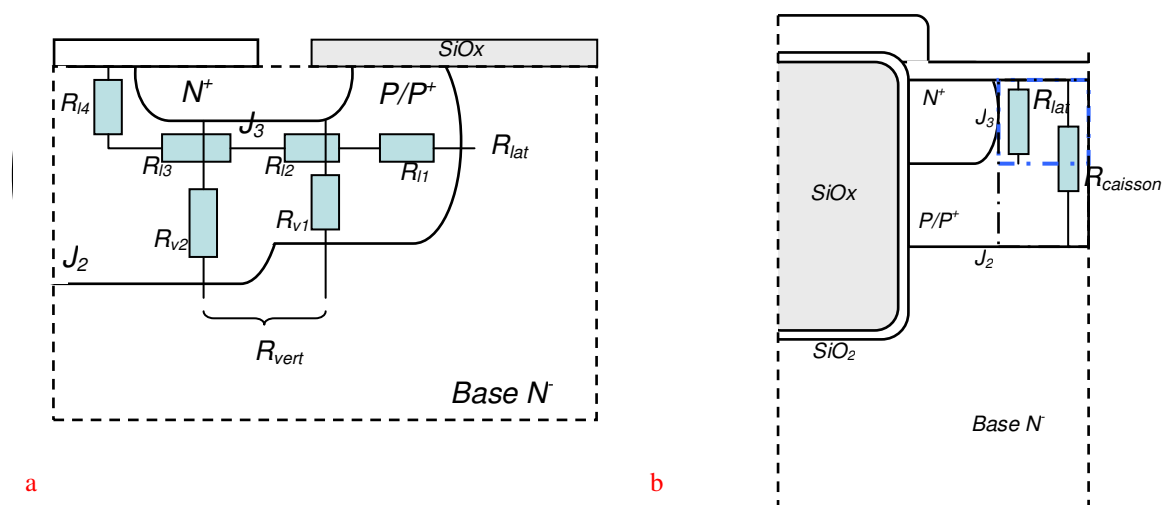 SiOx
N+
P/P+
Rl4
J3
Rl3
Rl2
Rl1
Rlat
Rv2
Rv1
J2
Rvert
Base N-
a
N+
J3
Rlat
SiOx
Rcaisson
P/P+
J2
SiO2
Base N-
b